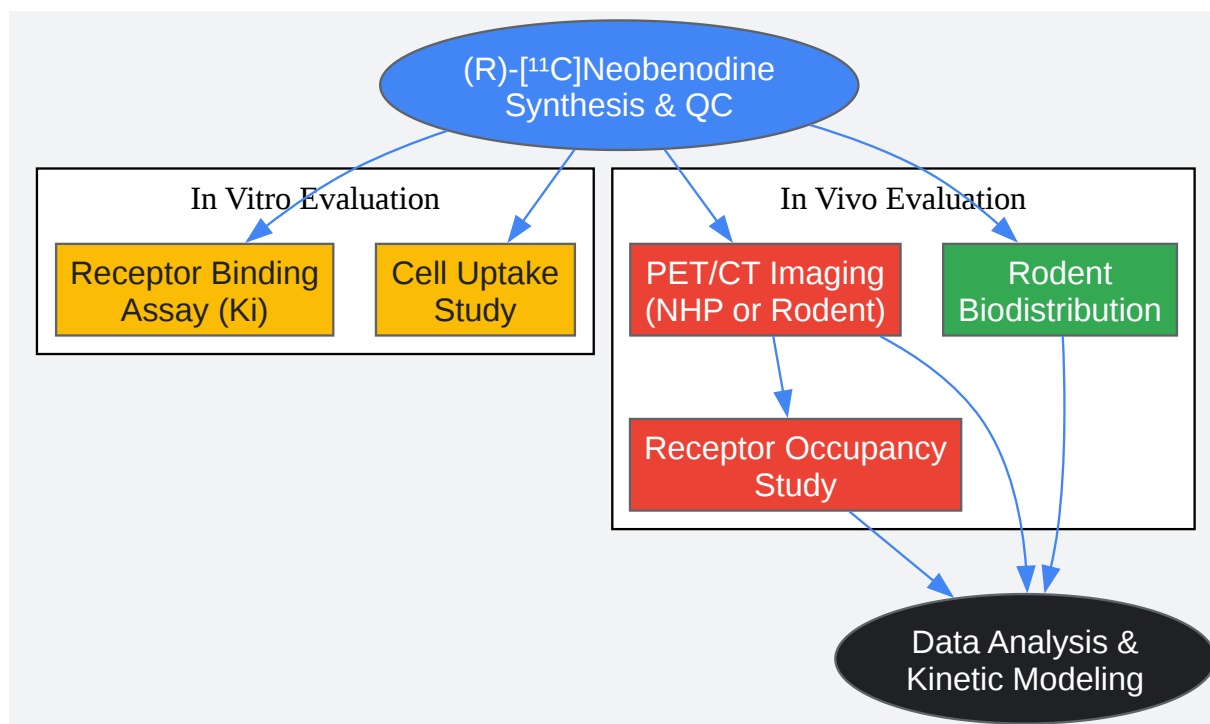 (R)-[¹¹C]Neobenodine
Synthesis & QC
In Vitro Evaluation
Receptor Binding
Assay (Ki)
Cell Uptake
Study
In Vivo Evaluation
PET/CT Imaging
(NHP or Rodent)
Rodent
Biodistribution
Receptor Occupancy
Study
Data Analysis &
Kinetic Modeling